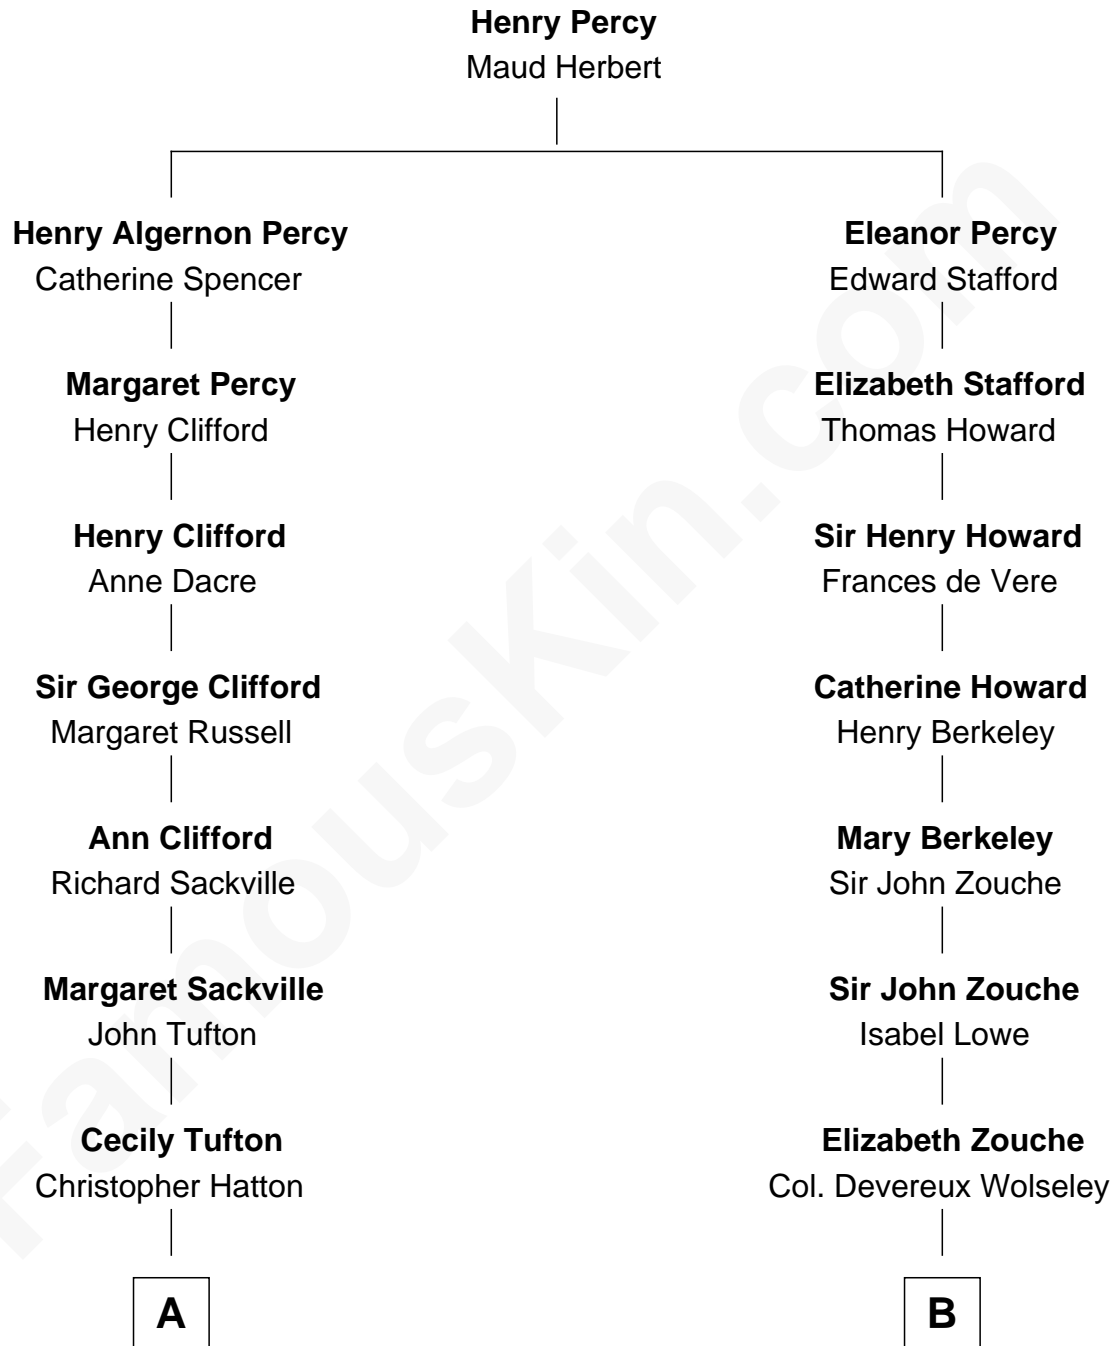 Henry Percy
Maud Herbert
Henry Algernon Percy
Catherine Spencer
Eleanor Percy
Edward Stafford
Margaret Percy
Henry Clifford
Elizabeth Stafford
Thomas Howard
Henry Clifford
Anne Dacre
Sir Henry Howard
Frances de Vere
Sir George Clifford
Margaret Russell
Catherine Howard
Henry Berkeley
Ann Clifford
Richard Sackville
Mary Berkeley
Sir John Zouche
Margaret Sackville
John Tufton
Sir John Zouche
Isabel Lowe
Cecily Tufton
Christopher Hatton
Elizabeth Zouche
Col. Devereux Wolseley
A
B
FamousKin.com